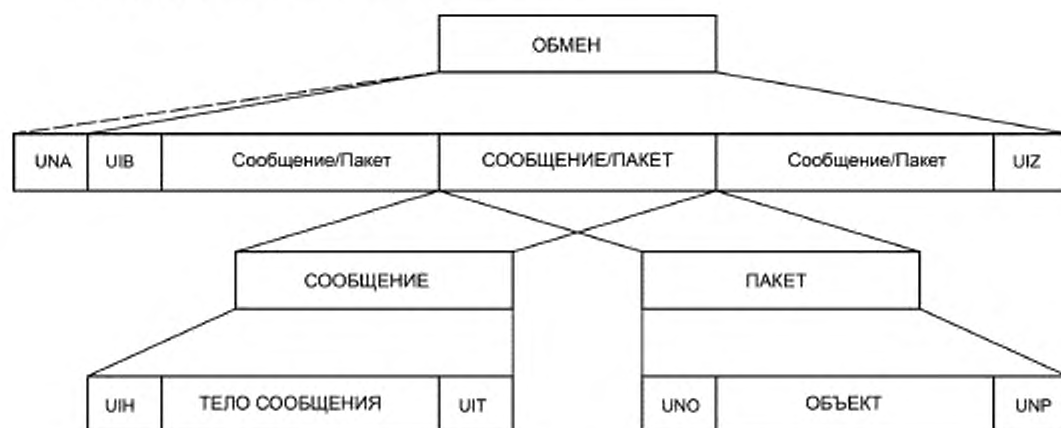 ОБМЕН
UNA UIB Сообщение/Пакет СООБЩЕНИЕ/ПАКЕТ Сообщение/Пакет UIZ
СООБЩЕНИЕ ПАКЕТ
UIH ТЕЛО СООБЩЕНИЯ UIT UNO ОБЪЕКТ UNP